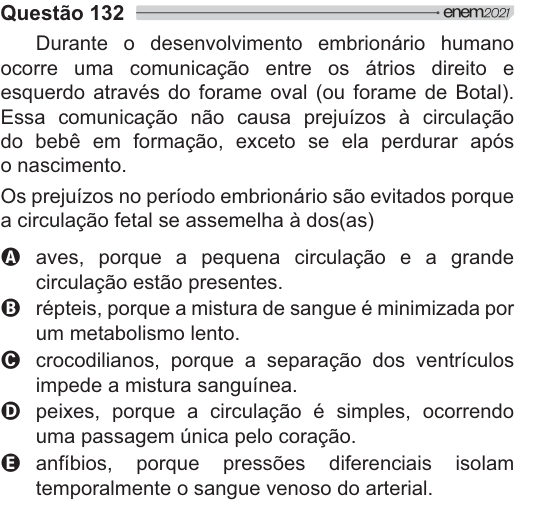 Questão 132 enem2021
Durante o desenvolvimento embrionário humano
ocorre uma comunicação entre os átrios direito e
esquerdo através do forame oval (ou forame de Botal).
Essa comunicação não causa prejuízos à circulação
do bebê em formação, exceto se ela perdurar após
o nascimento.
Os prejuízos no período embrionário são evitados porque
a circulação fetal se assemelha à dos(as)
A aves, porque a pequena circulação e a grande
circulação estão presentes.
B répteis, porque a mistura de sangue é minimizada por
um metabolismo lento.
C crocodilianos, porque a separação dos ventrículos
impede a mistura sanguínea.
D peixes, porque a circulação é simples, ocorrendo
uma passagem única pelo coração.
E anfíbios, porque pressões diferenciais isolam
temporalmente o sangue venoso do arterial.